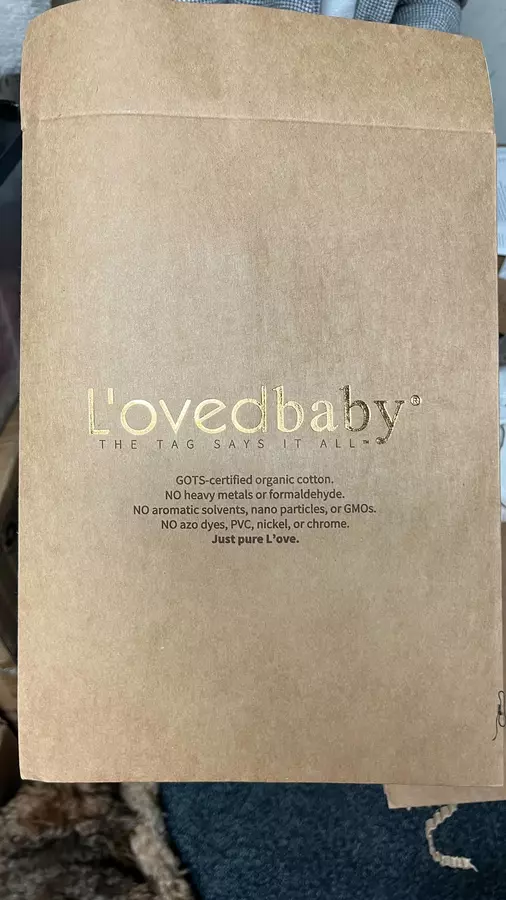 L'ovedbaby®
THE TAG SAYS IT ALL™
GOTS-certified organic cotton.
NO heavy metals or formaldehyde.
NO aromatic solvents, nano particles, or GMOs.
NO azo dyes, PVC, nickel, or chrome.
Just pure L'ove.